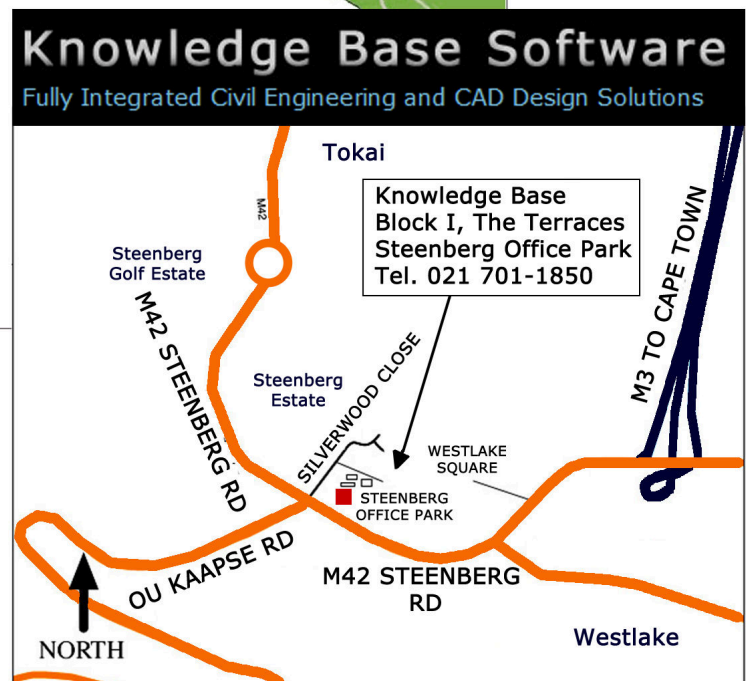 Knowledge Base Software
Fully Integrated Civil Engineering and CAD Design Solutions
Tokai
Knowledge Base
Block I, The Terraces
Steenberg Office Park
Tel. 021 701-1850
M42
Steenberg
Golf Estate
M42 STEENBERG RD
M3 TO CAPE TOWN
Steenberg
Estate
SILVERWOOD CLOSE
WESTLAKE
SQUARE
STEENBERG
OFFICE PARK
OU KAAPSE RD
M42 STEENBERG
RD
NORTH
Westlake